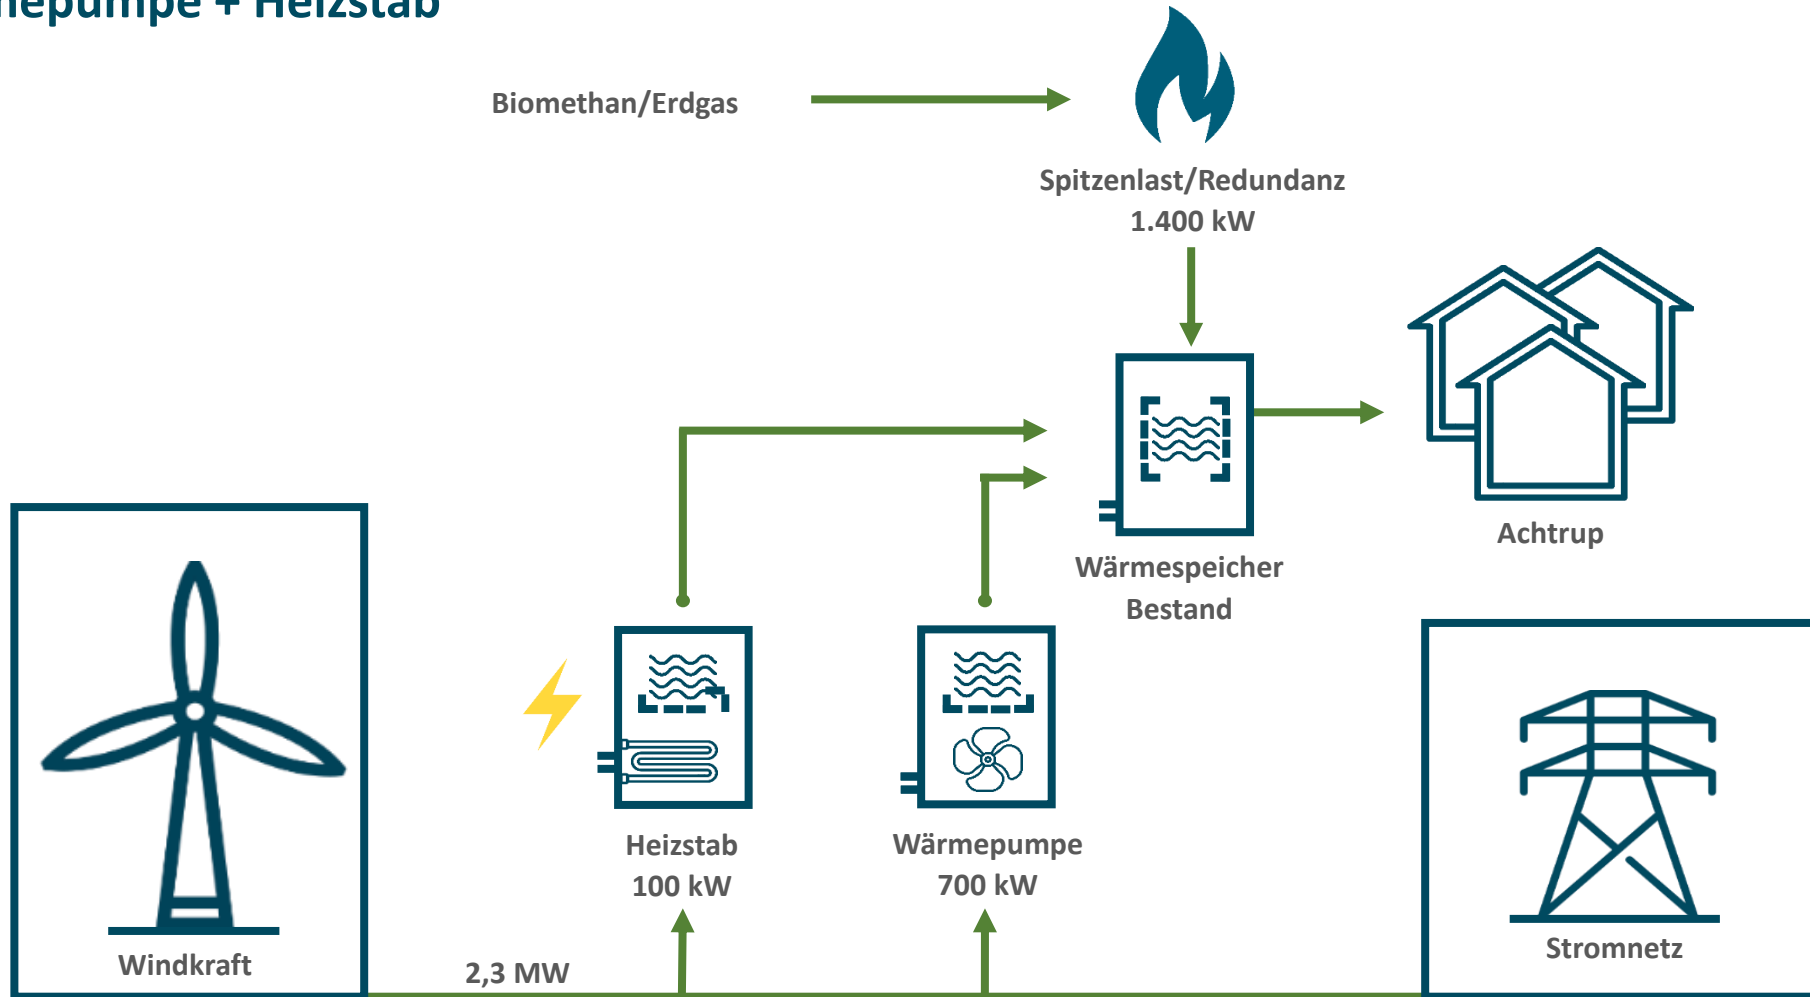 + Heizstab
Biomethan/Erdgas
Spitzenlast/Redundanz
1.400 kW
Achtrup
Wärmespeicher
Bestand
Heizstab
100 kW
Wärmepumpe
700 kW
Windkraft
2,3 MW
Stromnetz